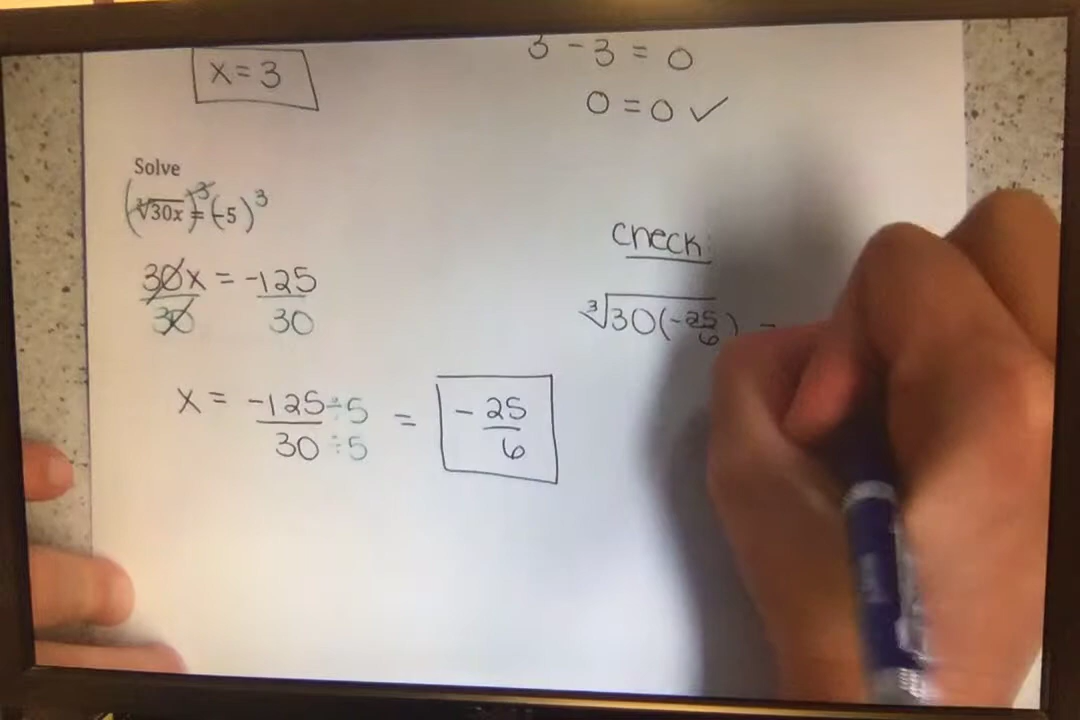 x = 3
3 - 3 = 0
0 = 0 ✓
Solve
(∛30x)³ = (-5)³
check:
30x = -125
30 30
∛30(-25/6) =
x = -125÷5 = -25
30÷5 6